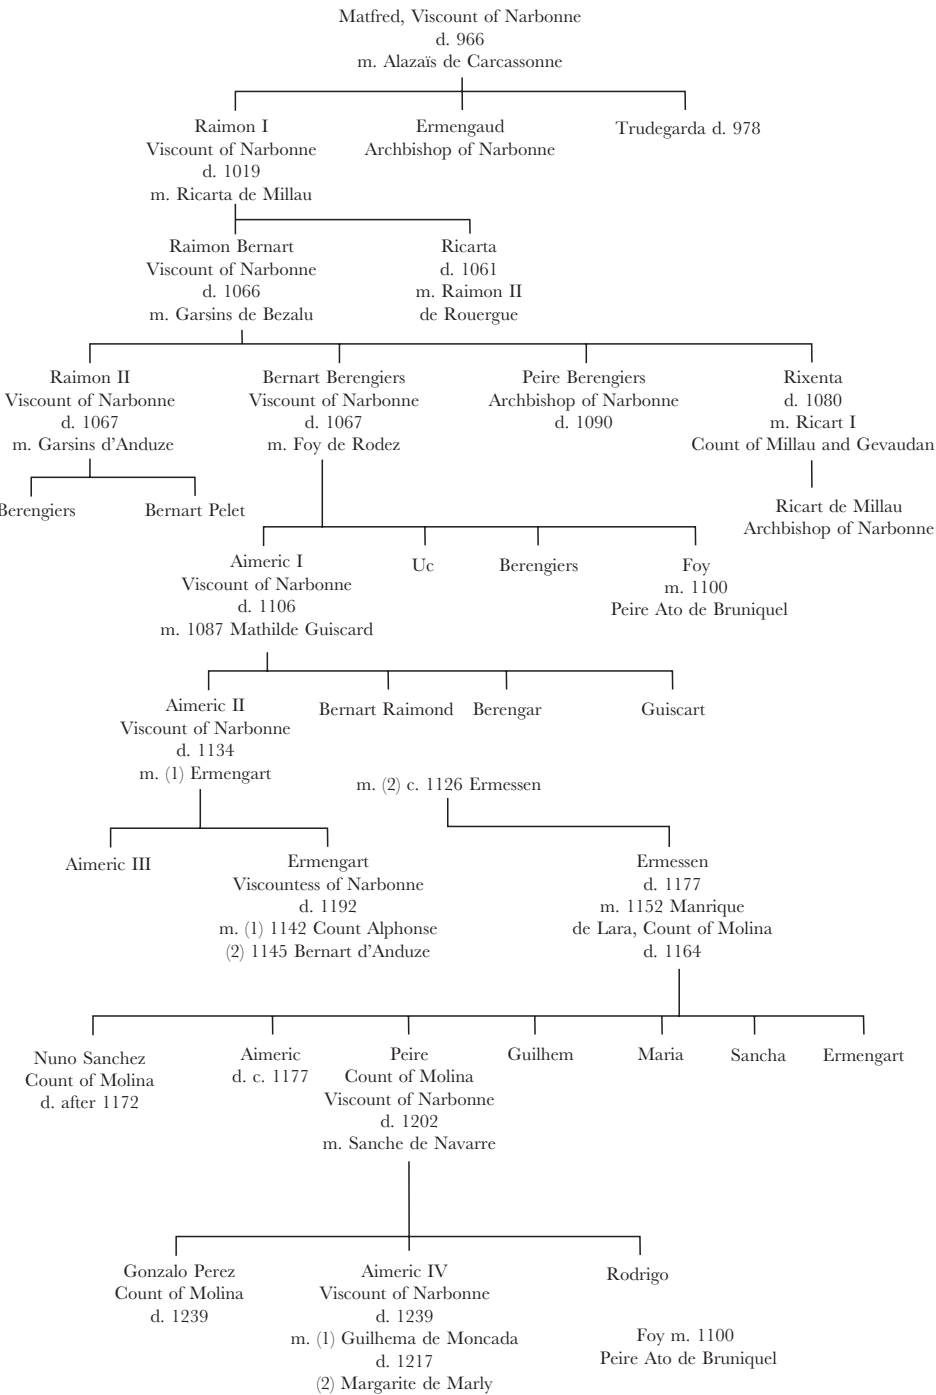 Matfred, Viscount of Narbonne
d. 966
m. Alazaïs de Carcassonne
Raimon I
Viscount of Narbonne
d. 1019
m. Ricarta de Millau
Ermengaud
Archbishop of Narbonne
Trudegarda d. 978
Raimon Bernart
Viscount of Narbonne
d. 1066
m. Garsins de Bezalu
Ricarta
d. 1061
m. Raimon II
de Rouergue
Raimon II
Viscount of Narbonne
d. 1067
m. Garsins d'Anduze
Bernart Berengiers
Viscount of Narbonne
d. 1067
m. Foy de Rodez
Peire Berengiers
Archbishop of Narbonne
d. 1090
Rixenta
d. 1080
m. Ricart I
Count of Millau and Gevaudan
Berengiers
Bernart Pelet
Ricart de Millau
Archbishop of Narbonne
Aimeric I
Viscount of Narbonne
d. 1106
m. 1087 Mathilde Guiscard
Uc
Berengiers
Foy
m. 1100
Peire Ato de Bruniquel
Aimeric II
Viscount of Narbonne
d. 1134
m. (1) Ermengart
Bernart Raimond
Berengar
Guiscart
m. (2) c. 1126 Ermessen
Aimeric III
Ermengart
Viscountess of Narbonne
d. 1192
m. (1) 1142 Count Alphonse
(2) 1145 Bernart d'Anduze
Ermessen
d. 1177
m. 1152 Manrique
de Lara, Count of Molina
d. 1164
Nuno Sanchez
Count of Molina
d. after 1172
Aimeric
d. c. 1177
Peire
Count of Molina
Viscount of Narbonne
d. 1202
m. Sanche de Navarre
Guilhem
Maria
Sancha
Ermengart
Gonzalo Perez
Count of Molina
d. 1239
Aimeric IV
Viscount of Narbonne
d. 1239
m. (1) Guilhema de Moncada
d. 1217
(2) Margarite de Marly
Rodrigo
Foy m. 1100
Peire Ato de Bruniquel